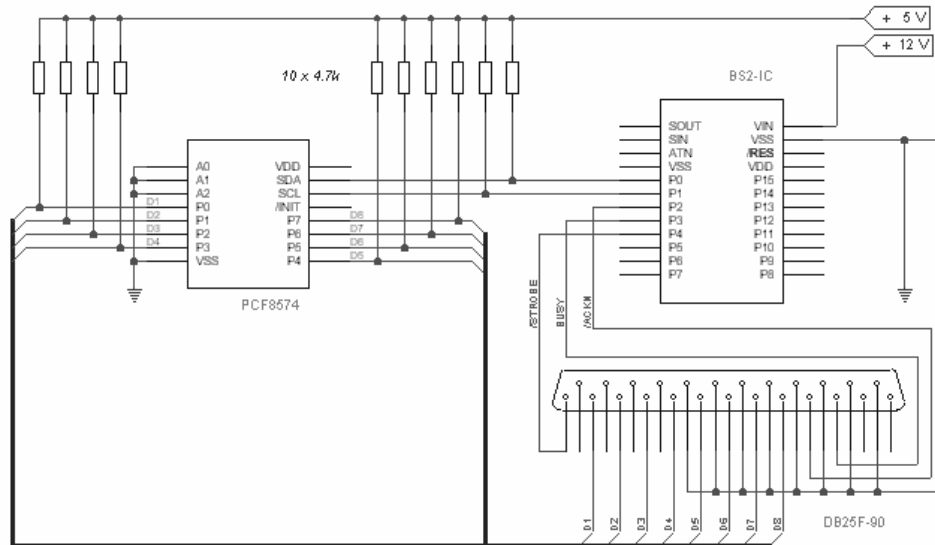 + 5 V
+ 12 V
10 x 4.7k
BS2-IC
SOUT VIN
SIN VSS
ATN /RES
VSS VDD
P0 P15
P1 P14
P2 P13
P3 P12
P4 P11
P5 P10
P6 P9
P7 P8
A0 VDD
A1 SDA
A2 SCL
D1 P0 /INIT
D2 P1 P7 D8
D3 P2 P6 D7
D4 P3 P5 D6
VSS P4 D5
PCF8574
/STROBE
BUSY
/ACKN
D1 D2 D3 D4 D5 D6 D7 D8
DB25F-90